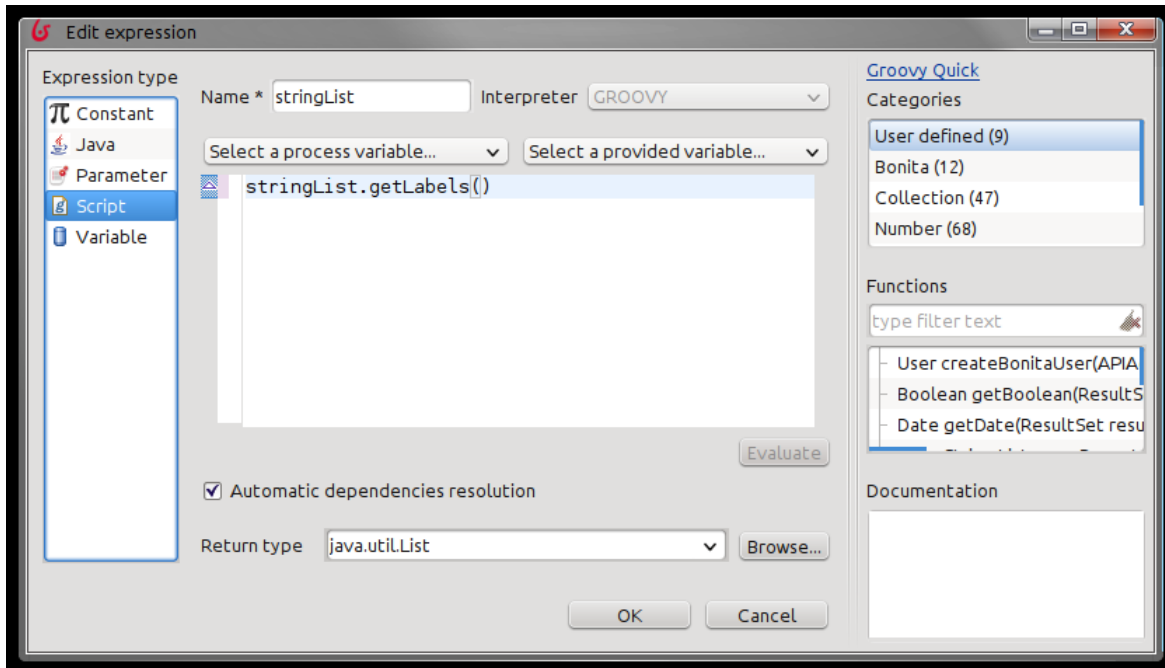 Edit expression
Expression type
Constant
Java
Parameter
Script
Variable
Name * stringList Interpreter GROOVY
Select a process variable... Select a provided variable...
stringList.getLabels()
Evaluate
Automatic dependencies resolution
Return type java.util.List Browse...
OK Cancel
Groovy Quick
Categories
User defined (9)
Bonita (12)
Collection (47)
Number (68)
Functions
type filter text
User createBonitaUser(APIA
Boolean getBoolean(ResultS
Date getDate(ResultSet resu
Documentation